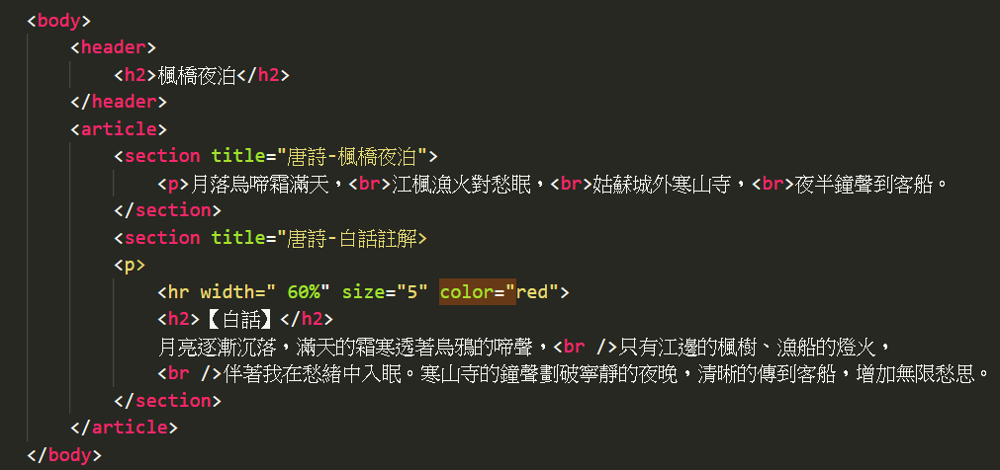 <body>
<header>
<h2>楓橋夜泊</h2>
</header>
<article>
<section title="唐詩-楓橋夜泊">
<p>月落烏啼霜滿天，<br>江楓漁火對愁眠，<br>姑蘇城外寒山寺，<br>夜半鐘聲到客船。
</section>
<section title="唐詩-白話註解>
<p>
<hr width=" 60%" size="5" color="red">
<h2>【白話】</h2>
月亮逐漸沉落，滿天的霜寒透著烏鴉的啼聲，<br />只有江邊的楓樹、漁船的燈火，
<br />伴著我在愁緒中入眠。寒山寺的鐘聲劃破寧靜的夜晚，清晰的傳到客船，增加無限愁思。
</section>
</article>
</body>